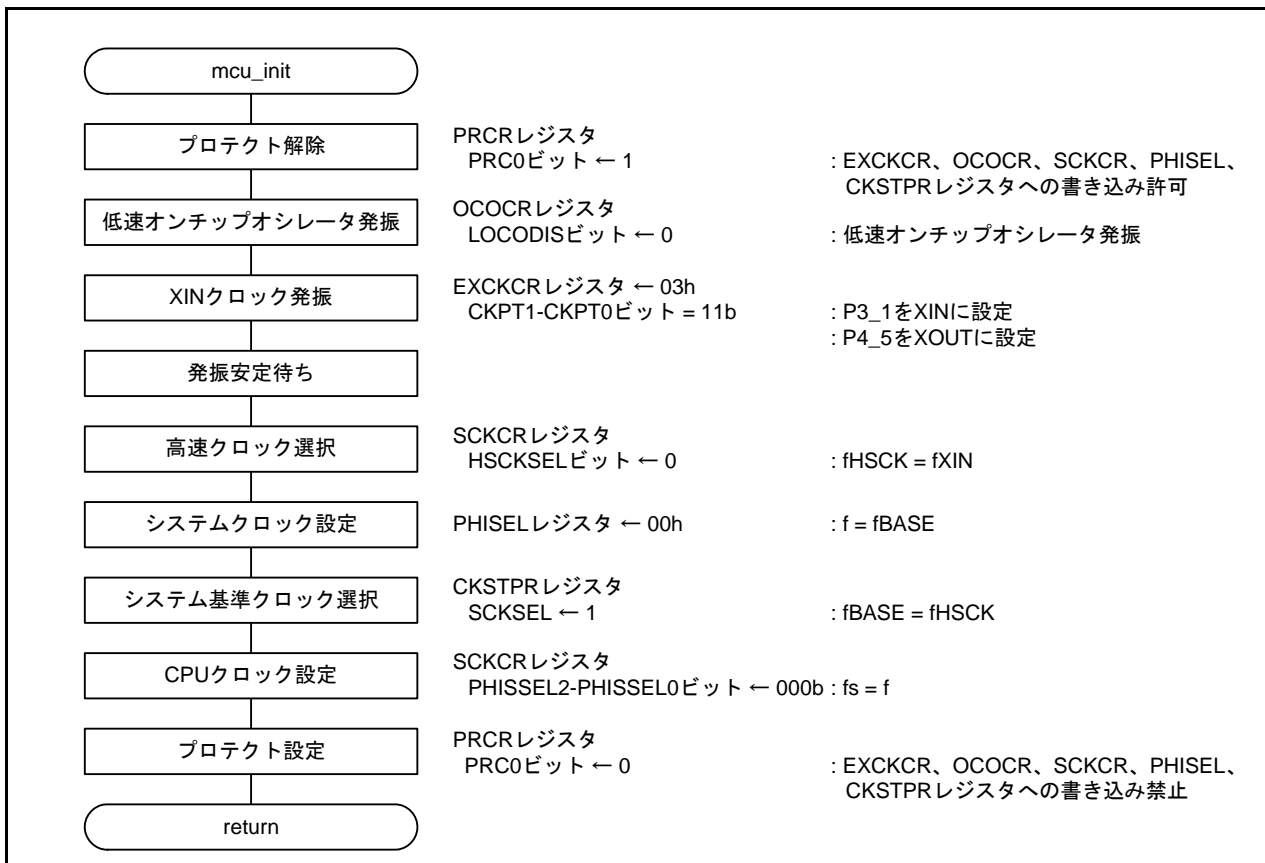 mcu_init
プロテクト解除
PRCRレジスタ
PRC0ビット ← 1 : EXCKCR、OCOCR、SCKCR、PHISEL、
CKSTPRレジスタへの書き込み許可
低速オンチップオシレータ発振
OCOCRレジスタ
LOCODISビット ← 0 : 低速オンチップオシレータ発振
XINクロック発振
EXCKCRレジスタ ← 03h
CKPT1-CKPT0ビット = 11b : P3_1をXINに設定
: P4_5をXOUTに設定
発振安定待ち
高速クロック選択
SCKCRレジスタ
HSCKSELビット ← 0 : fHSCK = fXIN
システムクロック設定
PHISELレジスタ ← 00h : f = fBASE
システム基準クロック選択
CKSTPRレジスタ
SCKSEL ← 1 : fBASE = fHSCK
CPUクロック設定
SCKCRレジスタ
PHISSEL2-PHISSEL0ビット ← 000b : fs = f
プロテクト設定
PRCRレジスタ
PRC0ビット ← 0 : EXCKCR、OCOCR、SCKCR、PHISEL、
CKSTPRレジスタへの書き込み禁止
return